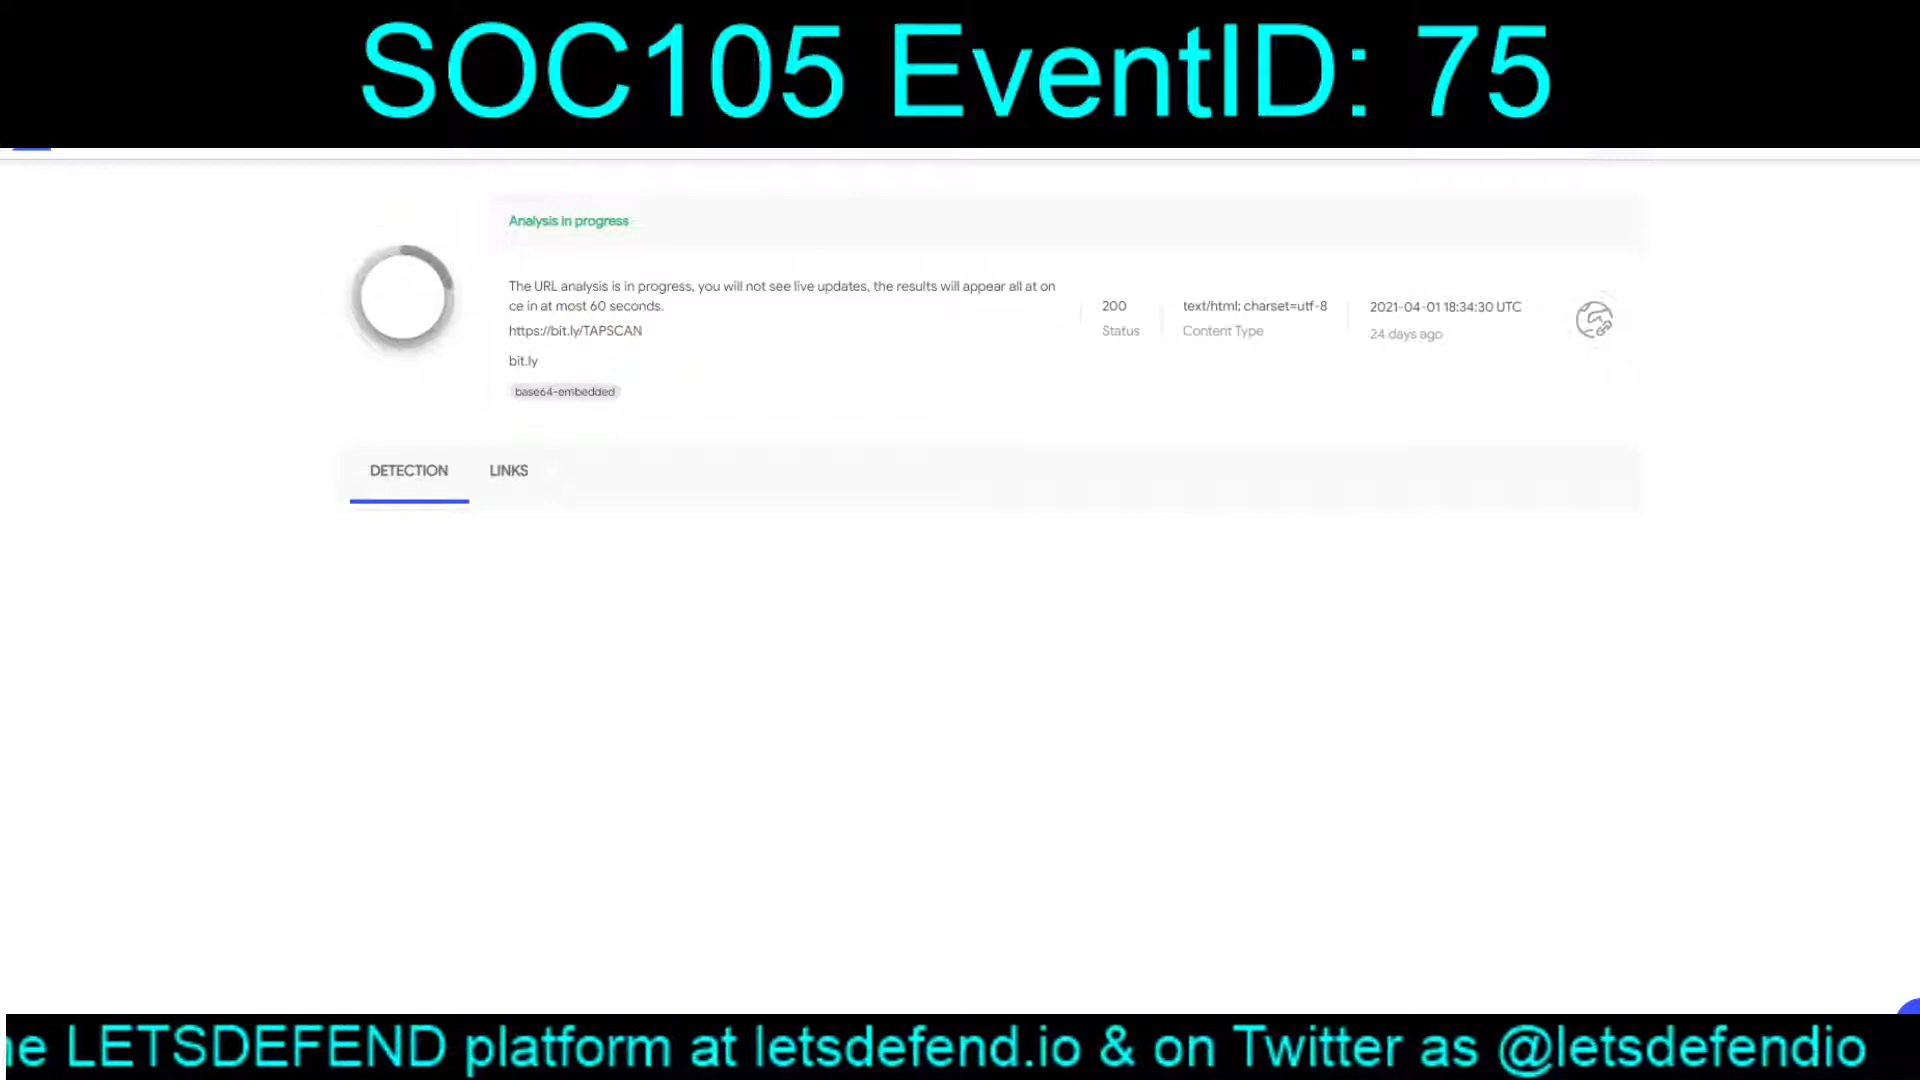 SOC105 EventID: 75
Analysis in progress
The URL analysis is in progress, you will not see live updates, the results will appear all at on
ce in at most 60 seconds.
https://bit.ly/TAPSCAN
bit.ly
base64-embedded
200
Status
text/html; charset=utf-8
Content Type
2021-04-01 18:34:30 UTC
24 days ago
DETECTION LINKS
LETSDEFEND platform at letsdefend.io & on Twitter as @letsdefendio